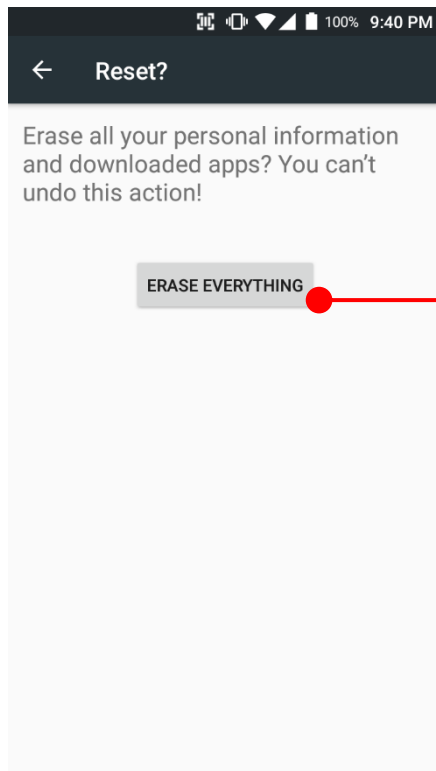 100% 9:40 PM
Reset?
Erase all your personal information
and downloaded apps? You can’t
undo this action!
ERASE EVERYTHING